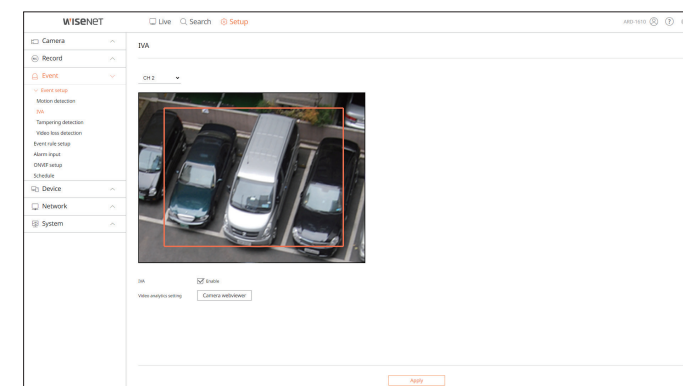 WISENET
Live Search Setup
ARD-1610
Camera
Record
Event
Event setup
Motion detection
IVA
Tampering detection
Video loss detection
Event rule setup
Alarm input
ONVIF setup
Schedule
Device
Network
System
IVA
CH 2
IVA Enable
Video analytics setting Camera webviewer
Apply